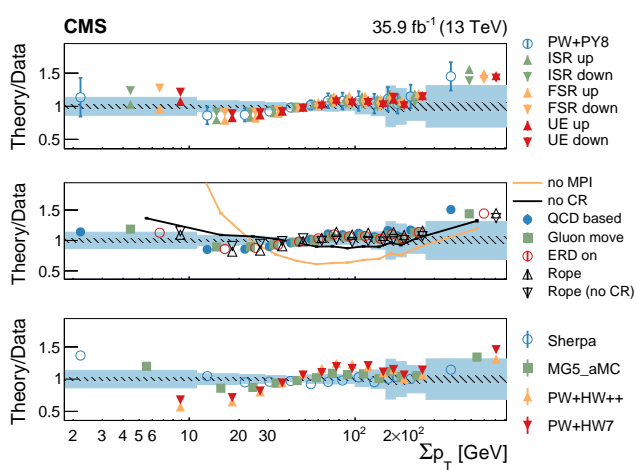 CMS 35.9 fb⁻¹ (13 TeV)
Theory/Data
1.5
1
0.5
PW+PY8
ISR up
ISR down
FSR up
FSR down
UE up
UE down
Theory/Data
1.5
1
0.5
no MPI
no CR
QCD based
Gluon move
ERD on
Rope
Rope (no CR)
Theory/Data
1.5
1
0.5
Sherpa
MG5_aMC
PW+HW++
PW+HW7
2 3 4 5 6 10 20 30 10² 2×10²
Σp_T [GeV]